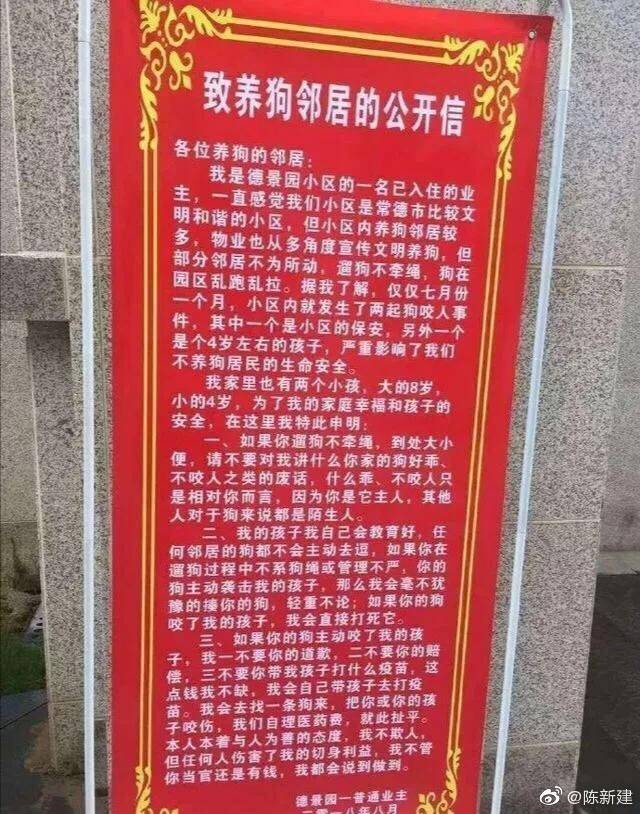 致养狗邻居的公开信
各位养狗的邻居：
我是德景园小区的一名已入住的业
主，一直感觉我们小区是常德市比较文
明和谐的小区，但小区内养狗邻居较
多，物业也从多角度宣传文明养狗，但
部分邻居不为所动，遛狗不牵绳，狗在
园区乱跑乱拉。据我了解，仅仅七月份
一个月，小区内就发生了两起狗咬人事
件，其中一个是小区的保安，另外一个
是个4岁左右的孩子，严重影响了我们
不养狗居民的生命安全。
我家里也有两个小孩，大的8岁，
小的4岁，为了我的家庭幸福和孩子的
安全，在这里我特此申明：
一、如果你遛狗不牵绳，到处大小
便，请不要对我讲什么你家的狗好乖、
不咬人之类的废话，什么乖、不咬人只
是相对你而言，因为你是它主人，其他
人对于狗来说都是陌生人。
二、我的孩子我自己会教育好，任
何邻居的狗都不会主动去逗，如果你在
遛狗过程中不系狗绳或管理不严，你的
狗主动袭击我的孩子，那么我会毫不犹
豫的揍你的狗，轻重不论；如果你的狗
咬了我的孩子，我会直接打死它。
三、如果你的狗主动咬了我的孩
子，我一不要你的道歉，二不要你的赔
偿，三不要你带我孩子打什么疫苗，这
点钱我不缺，我会自己带孩子去打疫
苗。我会去找一条狗来，把你或你的孩
子咬伤，我们自理医药费，就此扯平。
本人本着与人为善的态度，我不欺人，
但任何人伤害了我的切身利益，我不管
你当官还是有钱，我都会说到做到。
德景园一普通业主
二零一八年八月
@陈新建